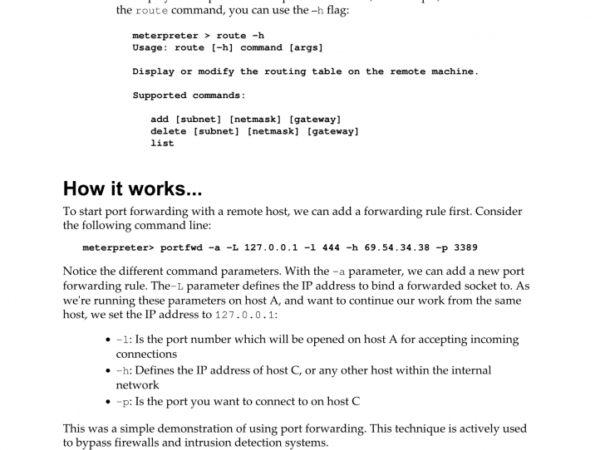 the route command, you can use the –h flag:
meterpreter > route -h
Usage: route [-h] command [args]
Display or modify the routing table on the remote machine.
Supported commands:
add [subnet] [netmask] [gateway]
delete [subnet] [netmask] [gateway]
list
How it works...
To start port forwarding with a remote host, we can add a forwarding rule first. Consider
the following command line:
meterpreter> portfwd -a -L 127.0.0.1 -l 444 -h 69.54.34.38 -p 3389
Notice the different command parameters. With the -a parameter, we can add a new port
forwarding rule. The-L parameter defines the IP address to bind a forwarded socket to. As
we're running these parameters on host A, and want to continue our work from the same
host, we set the IP address to 127.0.0.1:
• -l: Is the port number which will be opened on host A for accepting incoming
connections
• -h: Defines the IP address of host C, or any other host within the internal
network
• -p: Is the port you want to connect to on host C
This was a simple demonstration of using port forwarding. This technique is actively used
to bypass firewalls and intrusion detection systems.